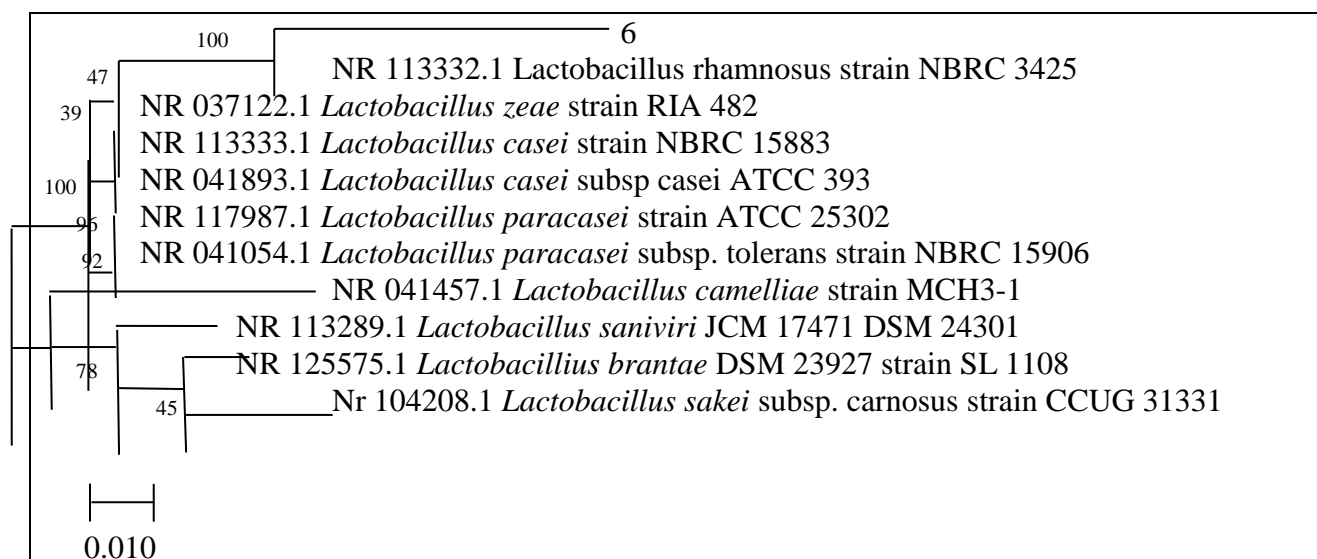 6
100
NR 113332.1 Lactobacillus rhamnosus strain NBRC 3425
47
NR 037122.1 Lactobacillus zeae strain RIA 482
39
NR 113333.1 Lactobacillus casei strain NBRC 15883
NR 041893.1 Lactobacillus casei subsp casei ATCC 393
100
NR 117987.1 Lactobacillus paracasei strain ATCC 25302
96
NR 041054.1 Lactobacillus paracasei subsp. tolerans strain NBRC 15906
92
NR 041457.1 Lactobacillus camelliae strain MCH3-1
NR 113289.1 Lactobacillus saniviri JCM 17471 DSM 24301
NR 125575.1 Lactobacillius brantae DSM 23927 strain SL 1108
78
Nr 104208.1 Lactobacillus sakei subsp. carnosus strain CCUG 31331
45
0.010